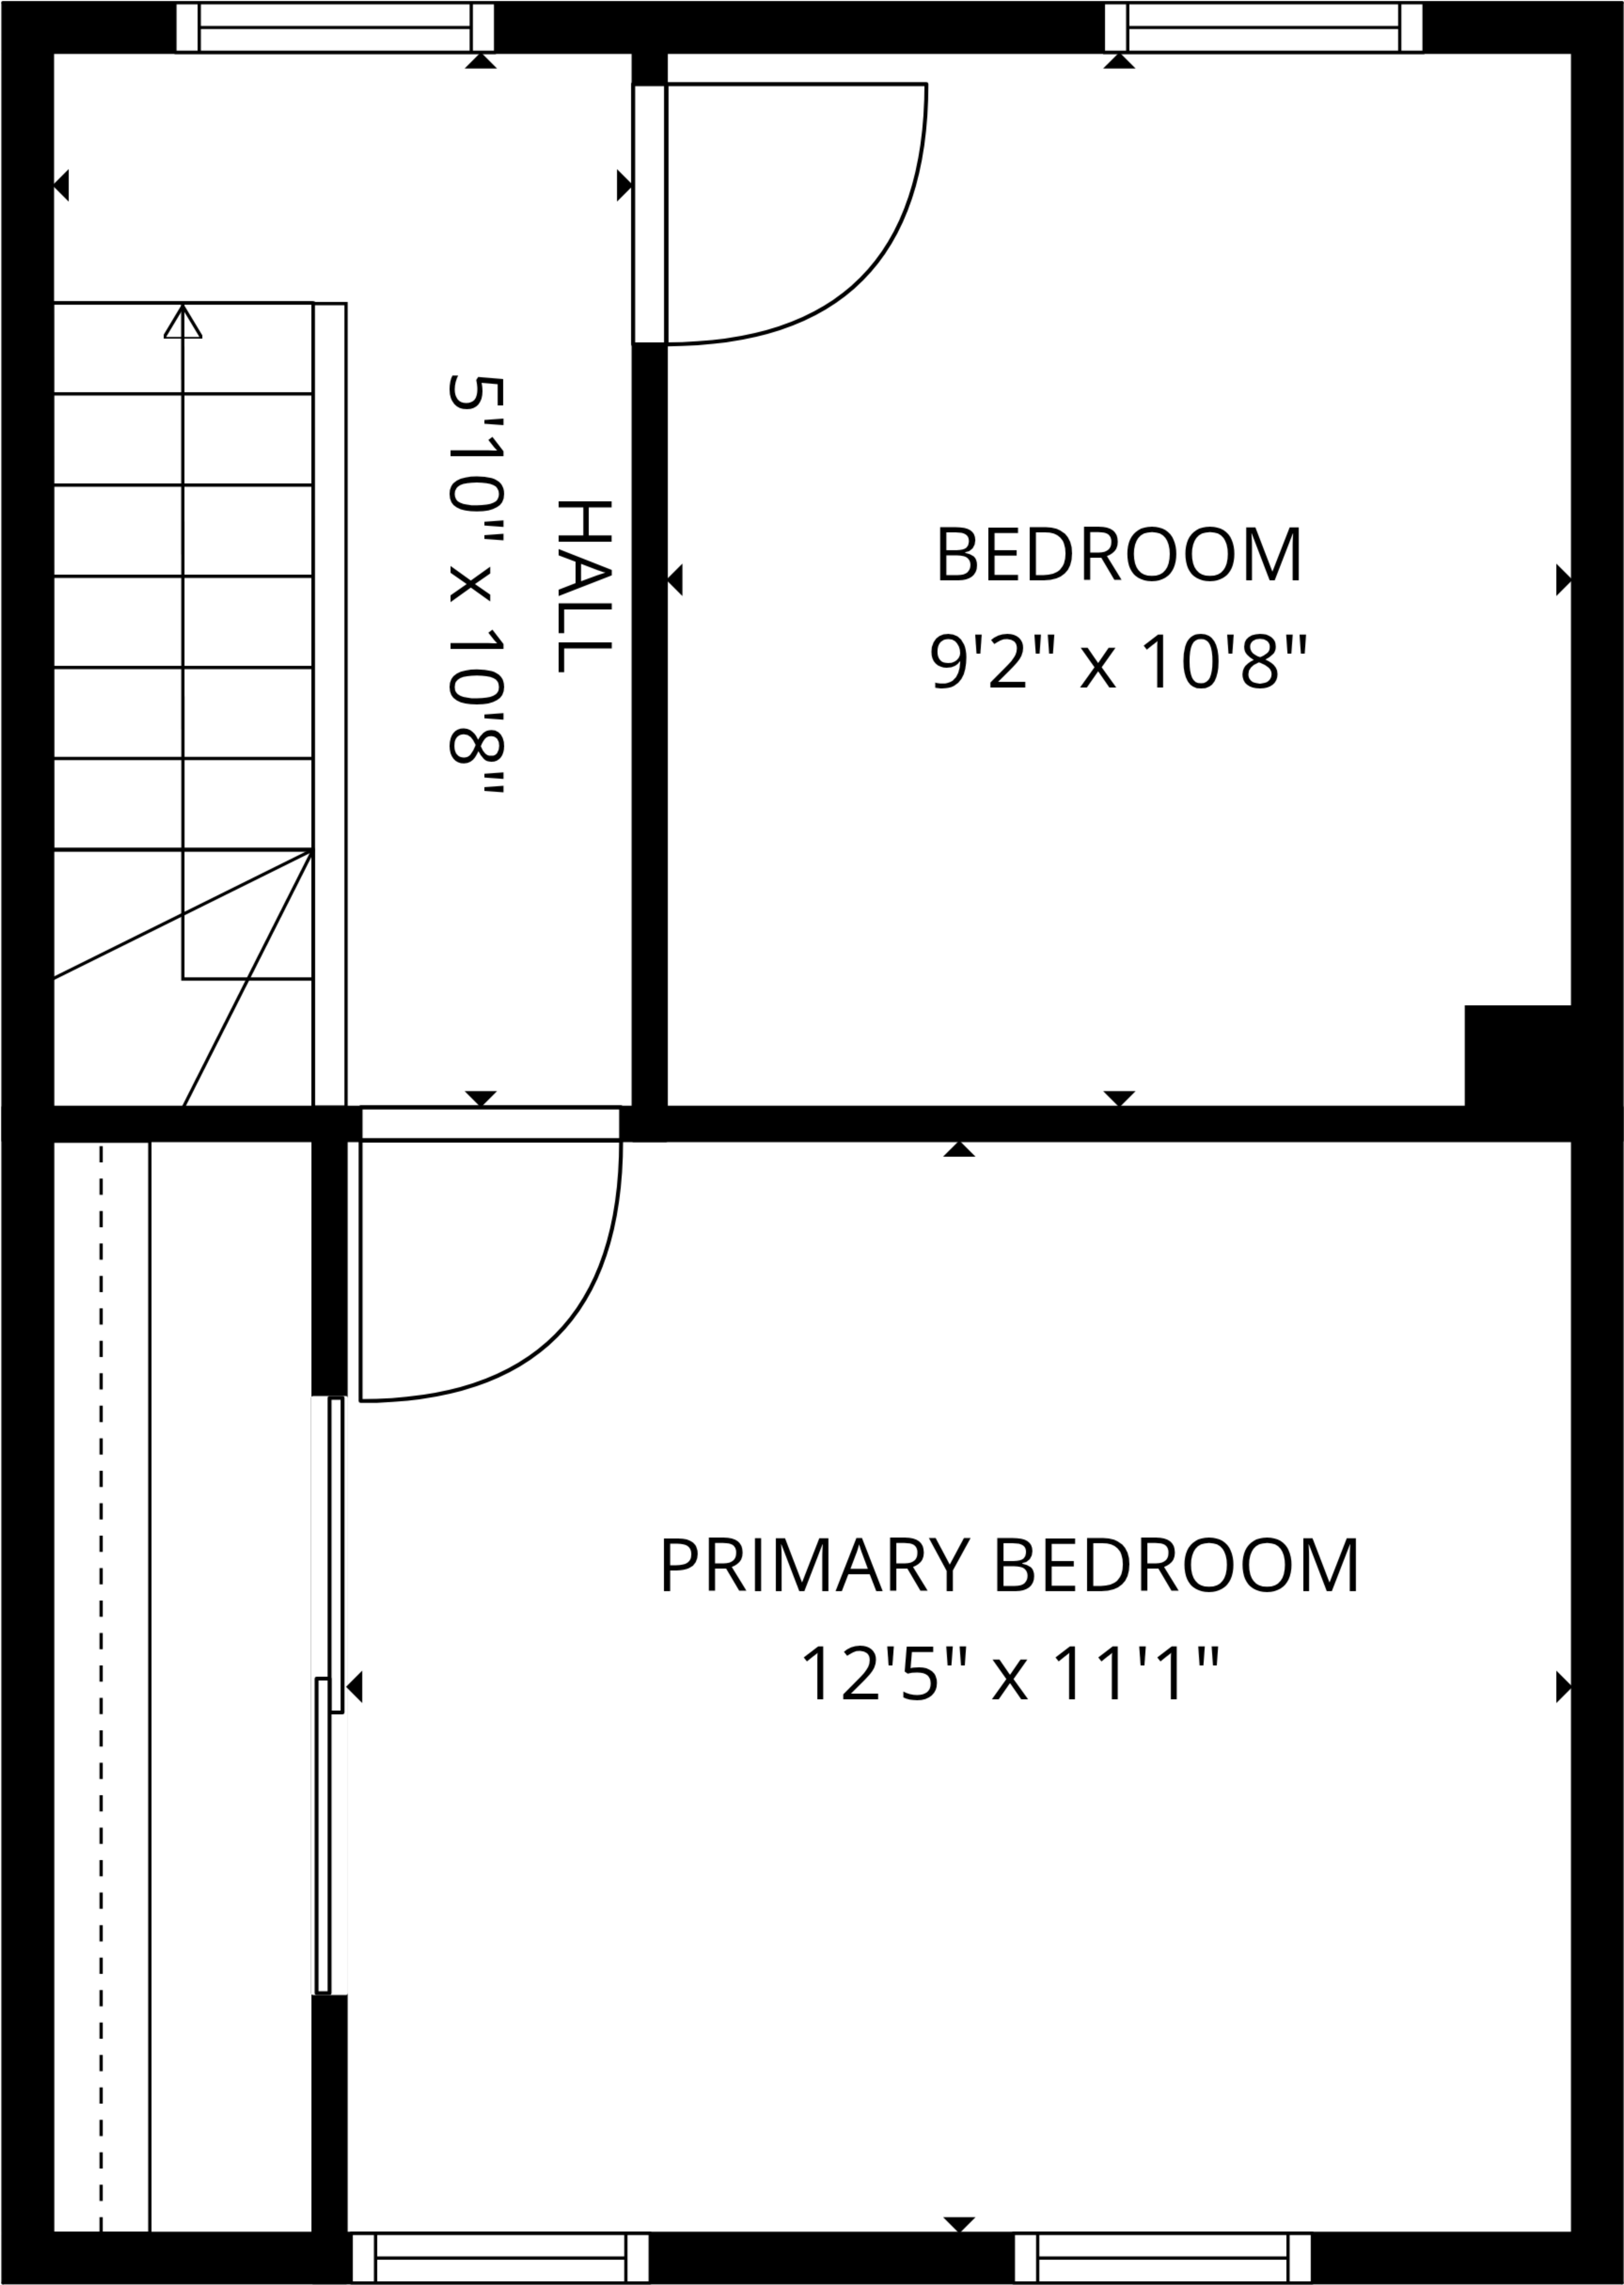 HALL
5'10" x 10'8"
BEDROOM
9'2" x 10'8"
PRIMARY BEDROOM
12'5" x 11'1"